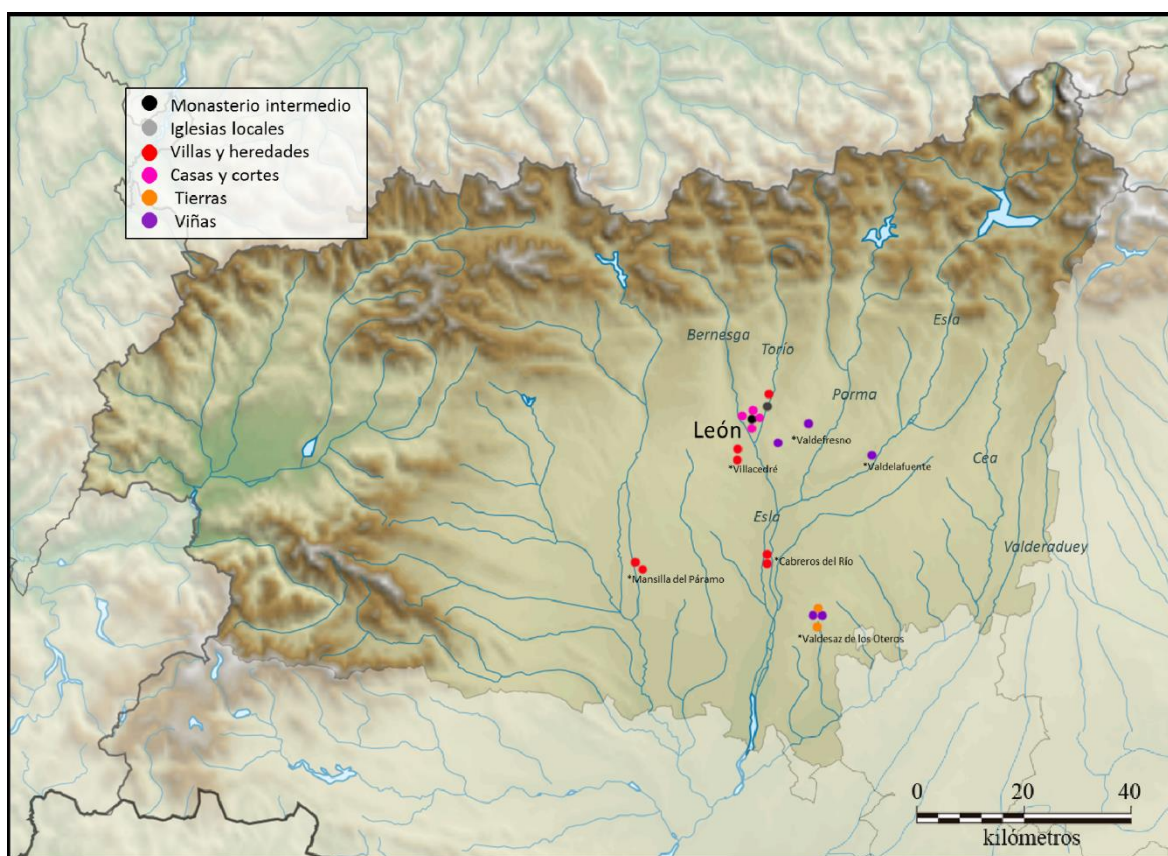 Monasterio intermedio
Iglesias locales
Villas y heredades
Casas y cortes
Tierras
Viñas
Bernesga
Torío
Esla
Porma
León
*Valdefresno
*Villacedré
*Valdelafuente
Cea
Esla
Valderaduey
*Mansilla del Páramo
*Cabreros del Río
*Valdesaz de los Oteros
0 20 40
kilómetros